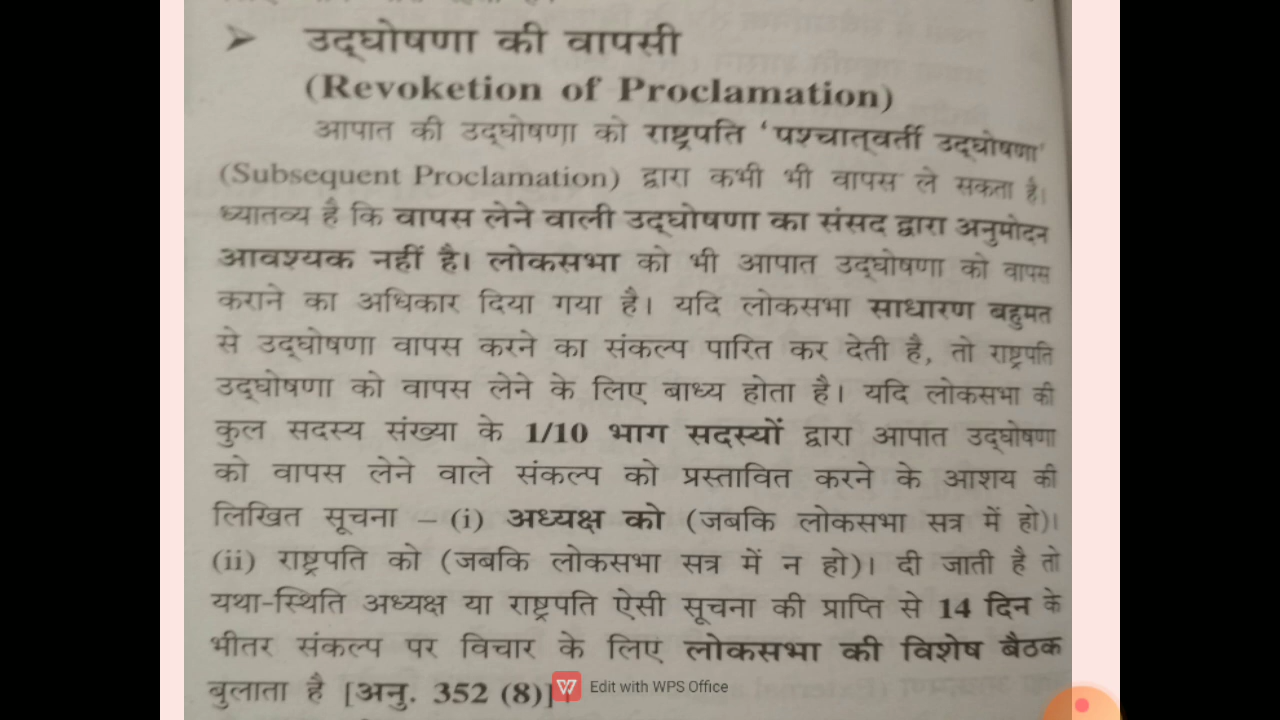 ➤ उद्घोषणा की वापसी
(Revoketion of Proclamation)
आपात की उद्घोषणा को राष्ट्रपति ‘पश्चात्वर्ती उद्घोषणा’
(Subsequent Proclamation) द्वारा कभी भी वापस ले सकता है।
ध्यातव्य है कि वापस लेने वाली उद्घोषणा का संसद द्वारा अनुमोदन
आवश्यक नहीं है। लोकसभा को भी आपात उद्घोषणा को वापस
कराने का अधिकार दिया गया है। यदि लोकसभा साधारण बहुमत
से उद्घोषणा वापस करने का संकल्प पारित कर देती है, तो राष्ट्रपति
उद्घोषणा को वापस लेने के लिए बाध्य होता है। यदि लोकसभा की
कुल सदस्य संख्या के 1/10 भाग सदस्यों द्वारा आपात उद्घोषणा
को वापस लेने वाले संकल्प को प्रस्तावित करने के आशय की
लिखित सूचना – (i) अध्यक्ष को (जबकि लोकसभा सत्र में हो)।
(ii) राष्ट्रपति को (जबकि लोकसभा सत्र में न हो)। दी जाती है तो
यथा-स्थिति अध्यक्ष या राष्ट्रपति ऐसी सूचना की प्राप्ति से 14 दिन के
भीतर संकल्प पर विचार के लिए लोकसभा की विशेष बैठक
बुलाता है [अनु. 352 (8)]।
Edit with WPS Office